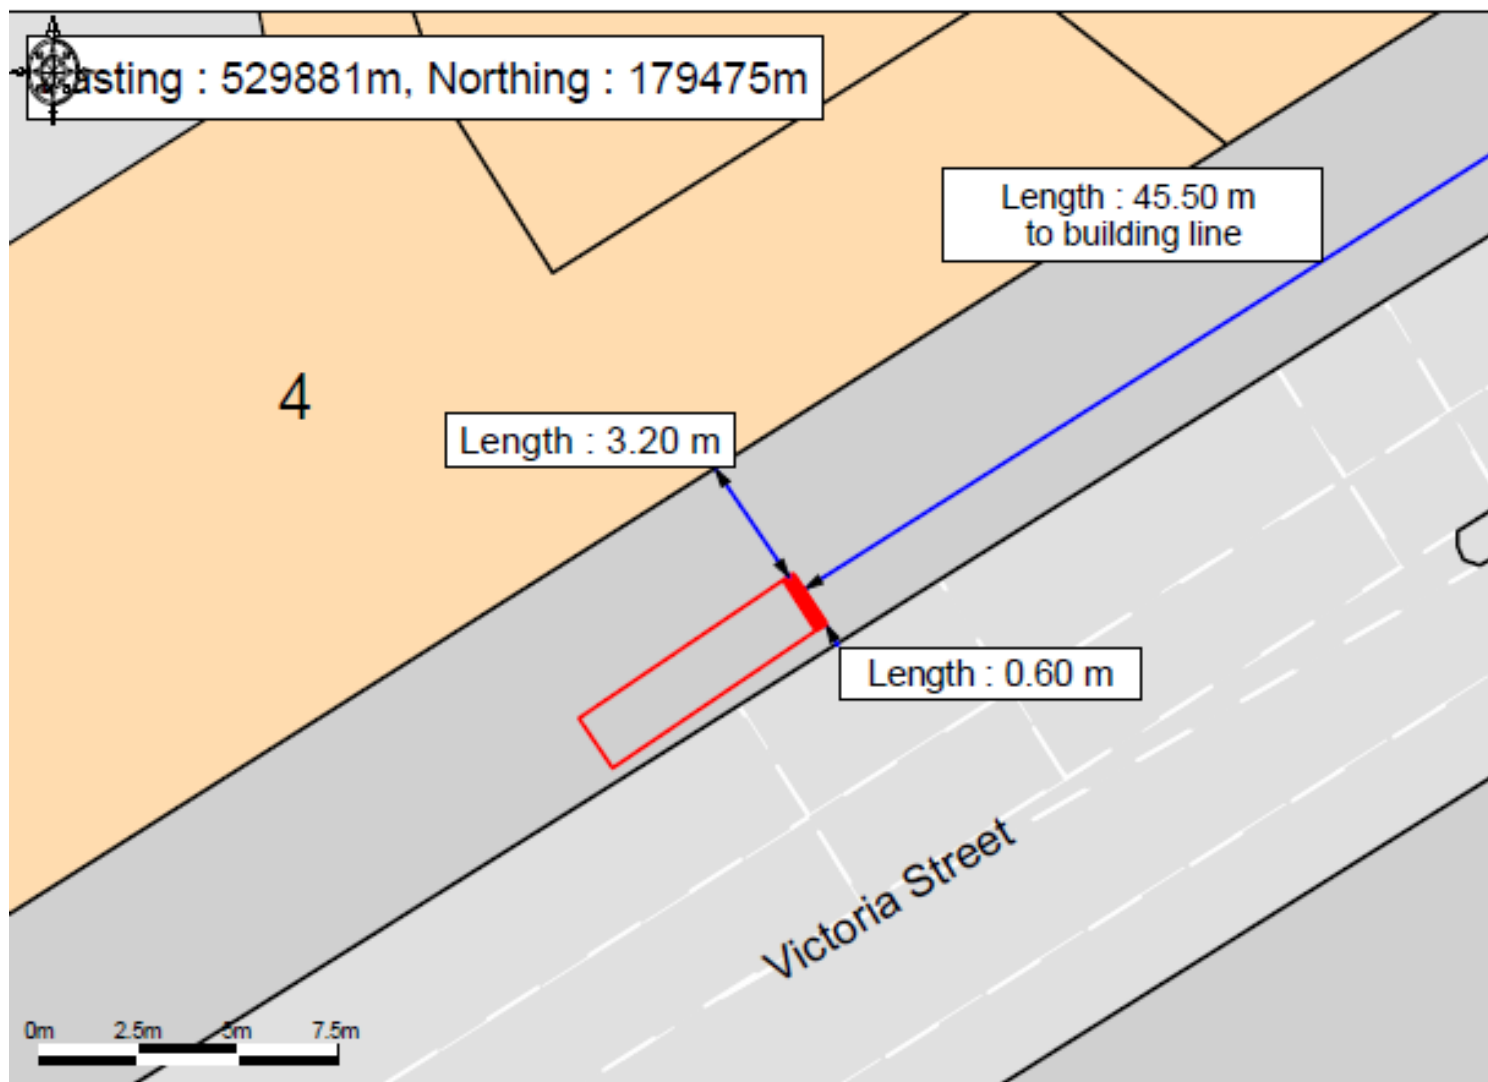 asting : 529881m, Northing : 179475m
Length : 45.50 m
to building line
4
Length : 3.20 m
Length : 0.60 m
Victoria Street
0m 2.5m 5m 7.5m